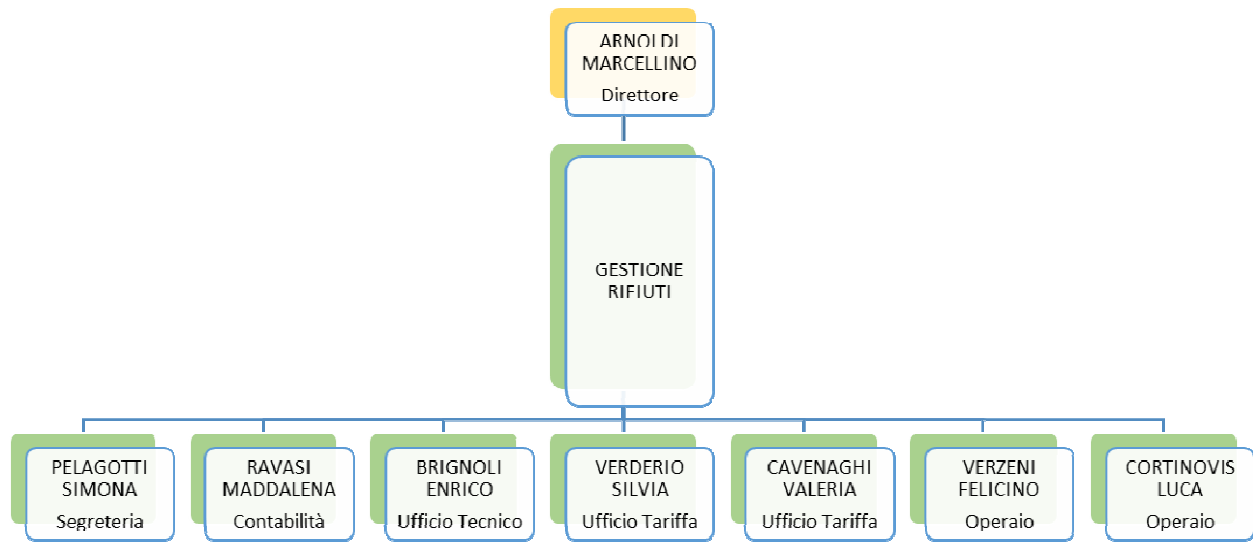 ARNOLDI
MARCELLINO
Direttore
GESTIONE
RIFIUTI
PELAGOTTI
SIMONA
Segreteria
RAVASI
MADDALENA
Contabilità
BRIGNOLI
ENRICO
Ufficio Tecnico
VERDERIO
SILVIA
Ufficio Tariffa
CAVENAGHI
VALERIA
Ufficio Tariffa
VERZENI
FELICINO
Operaio
CORTINOVIS
LUCA
Operaio